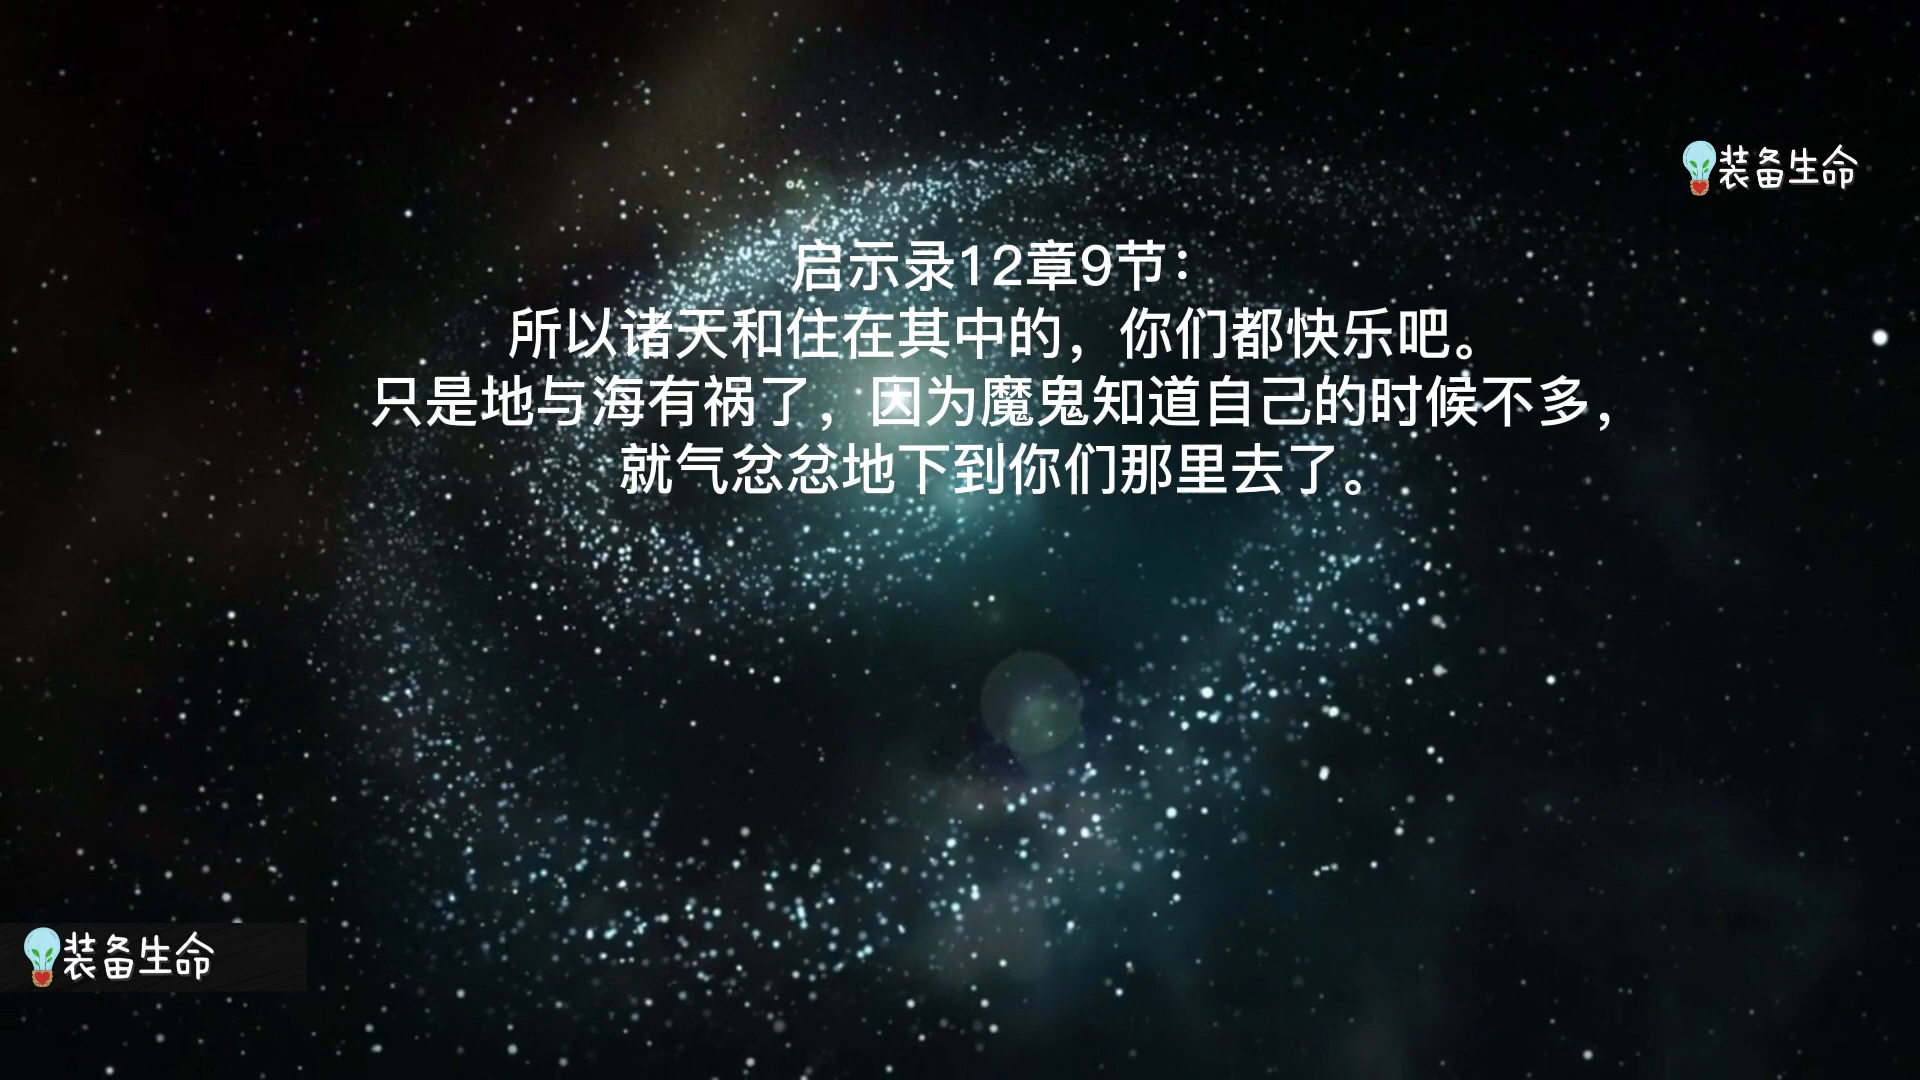 装备生命
启示录12章9节：
所以诸天和住在其中的，你们都快乐吧。
只是地与海有祸了，因为魔鬼知道自己的时候不多，
就气忿忿地下到你们那里去了。
装备生命